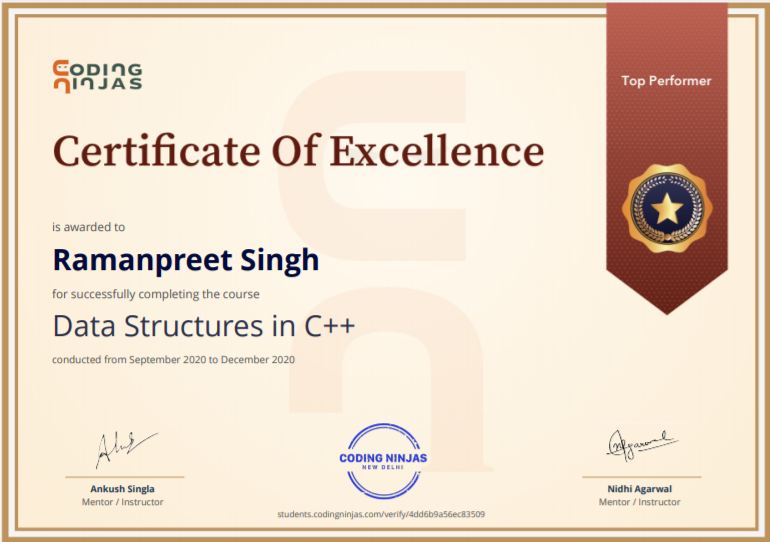 CODING
NINJAS
Top Performer
Certificate Of Excellence
is awarded to
Ramanpreet Singh
for successfully completing the course
Data Structures in C++
conducted from September 2020 to December 2020
CODING NINJAS
NEW DELHI
Ankush Singla
Mentor / Instructor
Nidhi Agarwal
Mentor / Instructor
students.codingninjas.com/verify/4dd6b9a56ec83509